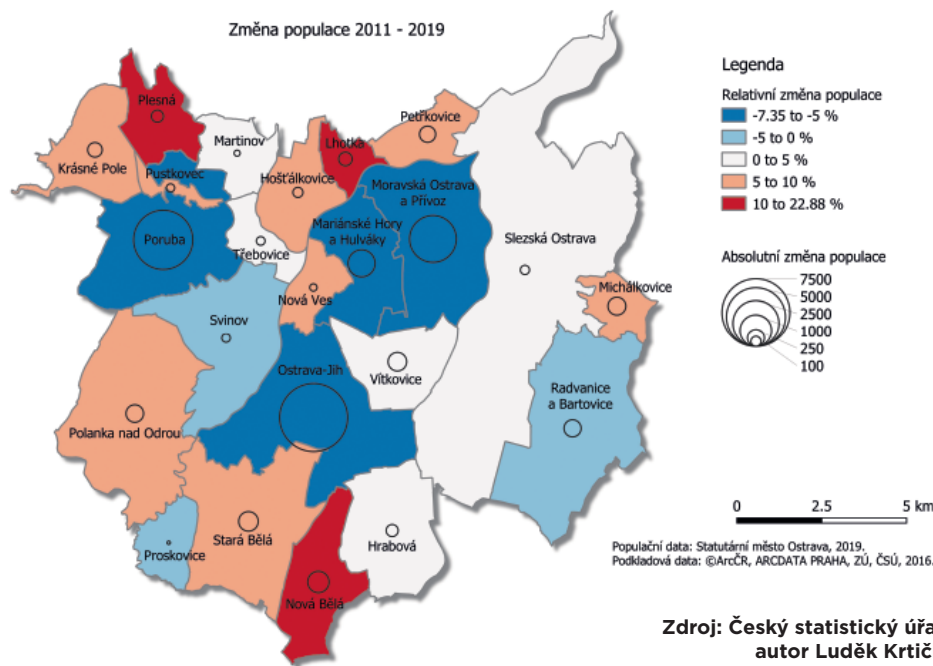 Změna populace 2011 - 2019
Plesná
Martinov
Petřkovice
Lhotka
Krásné Pole
Pustkovec
Hošťálkovice
Moravská Ostrava
a Přívoz
Mariánské Hory
a Hulváky
Poruba
Třebovice
Slezská Ostrava
Nová Ves
Michálkovice
Svinov
Ostrava-Jih
Vítkovice
Radvanice
a Bartovice
Polanka nad Odrou
Proskovice
Stará Bělá
Hrabová
Nová Bělá
Legenda
Relativní změna populace
-7.35 to -5 %
-5 to 0 %
0 to 5 %
5 to 10 %
10 to 22.88 %
Absolutní změna populace
7500
5000
2500
1000
250
100
0 2.5 5 km
Populační data: Statutární město Ostrava, 2019.
Podkladová data: ©ArcČR, ARCDATA PRAHA, ZÚ, ČSÚ, 2016.
Zdroj: Český statistický úřa
autor Luděk Krtič